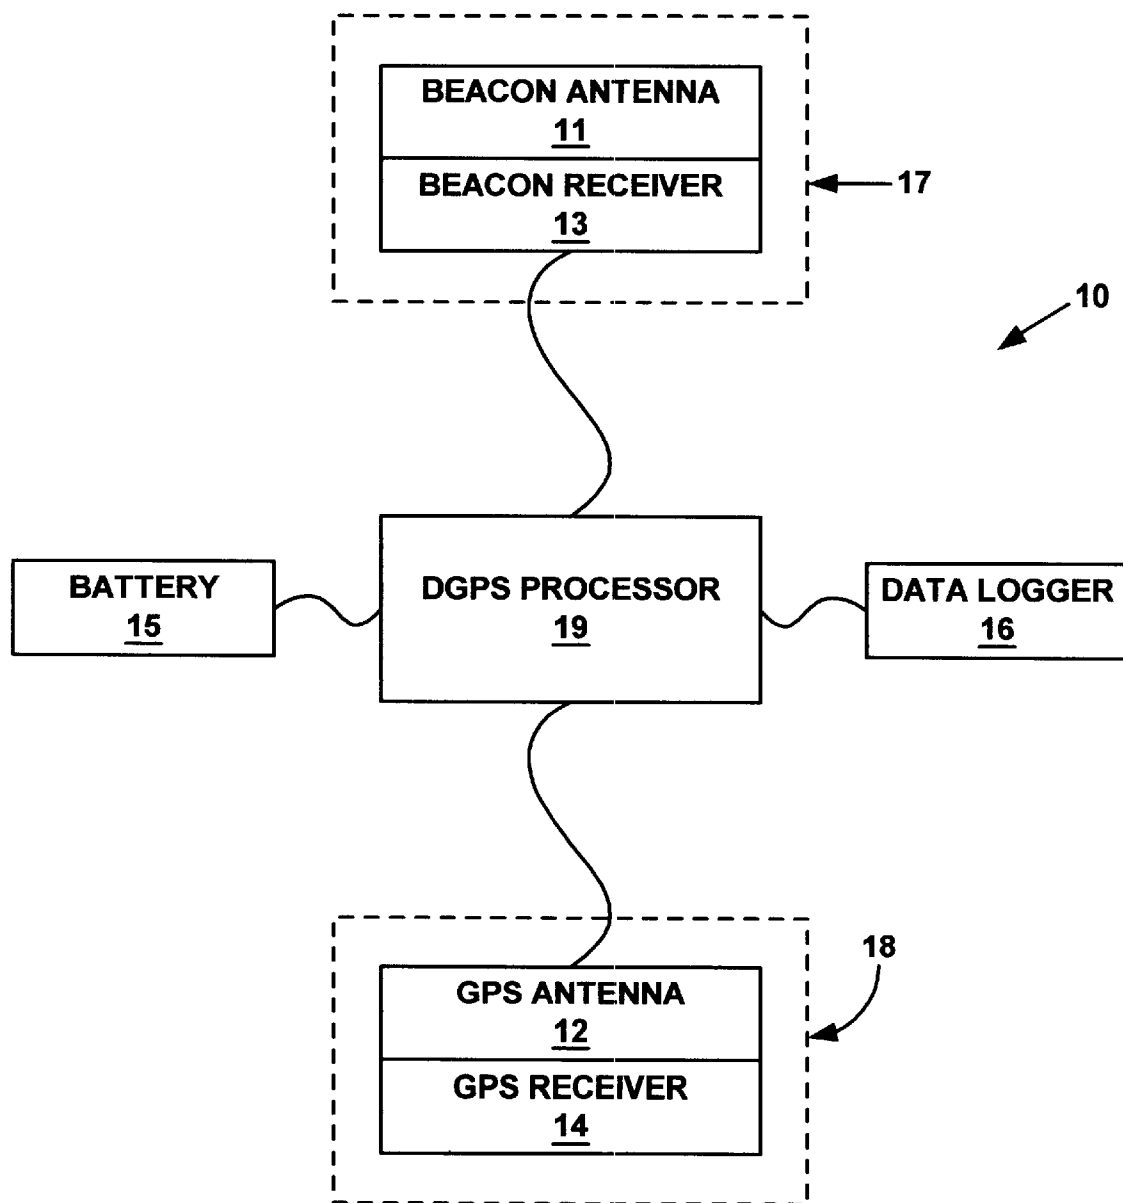 BEACON ANTENNA
11
BEACON RECEIVER
13
17
10
BATTERY
15
DGPS PROCESSOR
19
DATA LOGGER
16
18
GPS ANTENNA
12
GPS RECEIVER
14